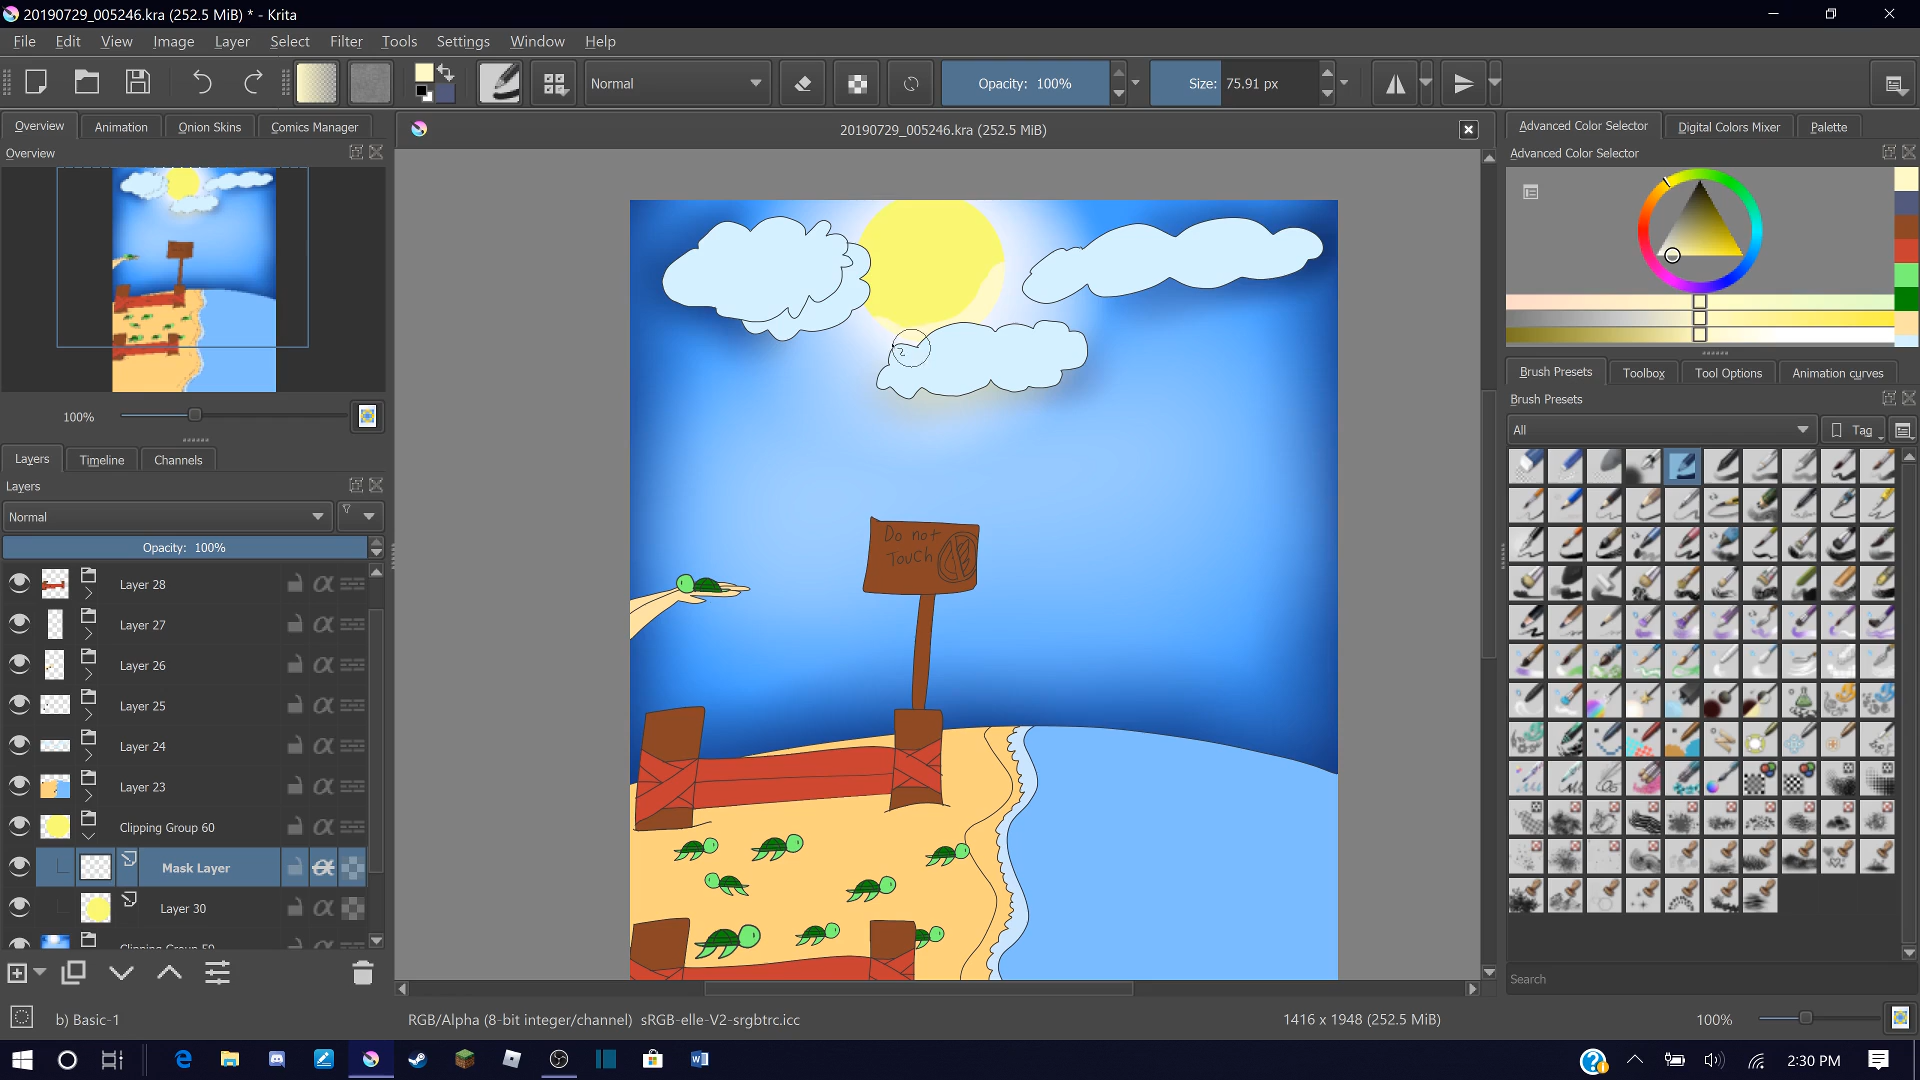 20190729_005246.kra (252.5 MiB) * - Krita
File Edit View Image Layer Select Filter Tools Settings Window Help
Normal Opacity: 100% Size: 75.91 px
Overview Animation Onion Skins Comics Manager
20190729_005246.kra (252.5 MiB)
Advanced Color Selector Digital Colors Mixer Palette
Overview
Advanced Color Selector
100%
Brush Presets Toolbox Tool Options Animation curves
Brush Presets
All Tag
Layers Timeline Channels
Layers
Normal
Opacity: 100%
Layer 28
Layer 27
Layer 26
Layer 25
Layer 24
Layer 23
Clipping Group 60
Mask Layer
Layer 30
Clipping Group 59
Do not
Touch
Search
b) Basic-1
RGB/Alpha (8-bit integer/channel) sRGB-elle-V2-srgbtrc.icc
1416 x 1948 (252.5 MiB)
100%
2:30 PM